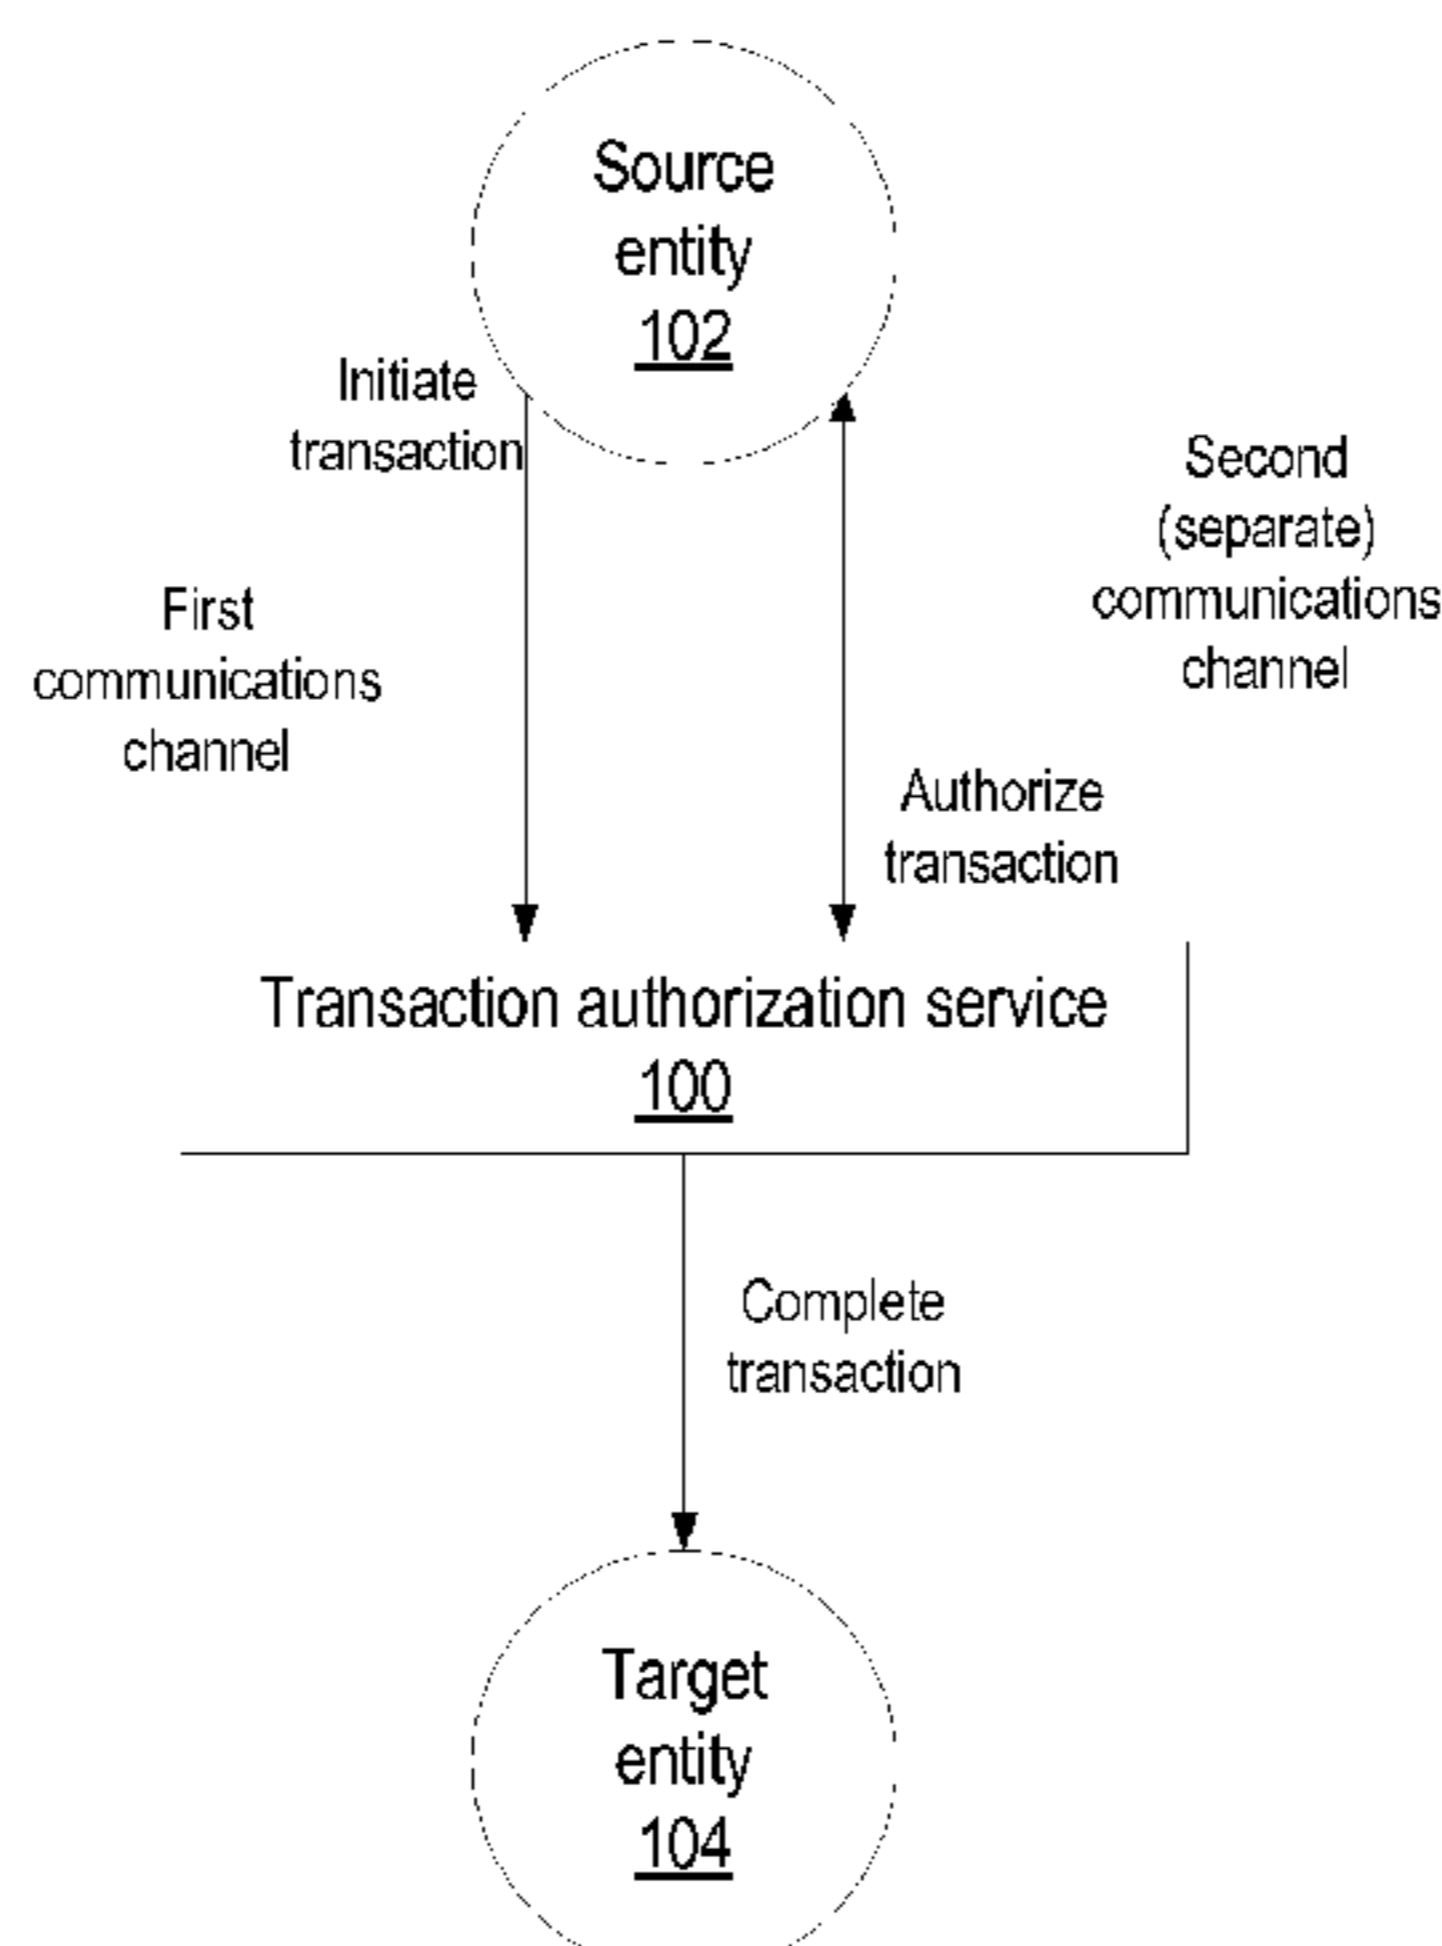 Source
entity
102
Initiate
transaction
First
communications
channel
Second
(separate)
communications
channel
Authorize
transaction
Transaction authorization service
100
Complete
transaction
Target
entity
104